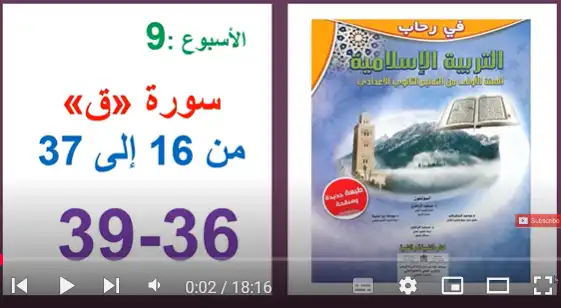 الأسبوع :9
سورة «ق»
من 16 إلى 37
39-36
في رحاب
التربية الإسلامية
السنة الأولى من التعليم الثانوي الإعدادي
طبعة جديدة
ومنقحة
المؤلفون
Subscribe
0:02 / 18:16